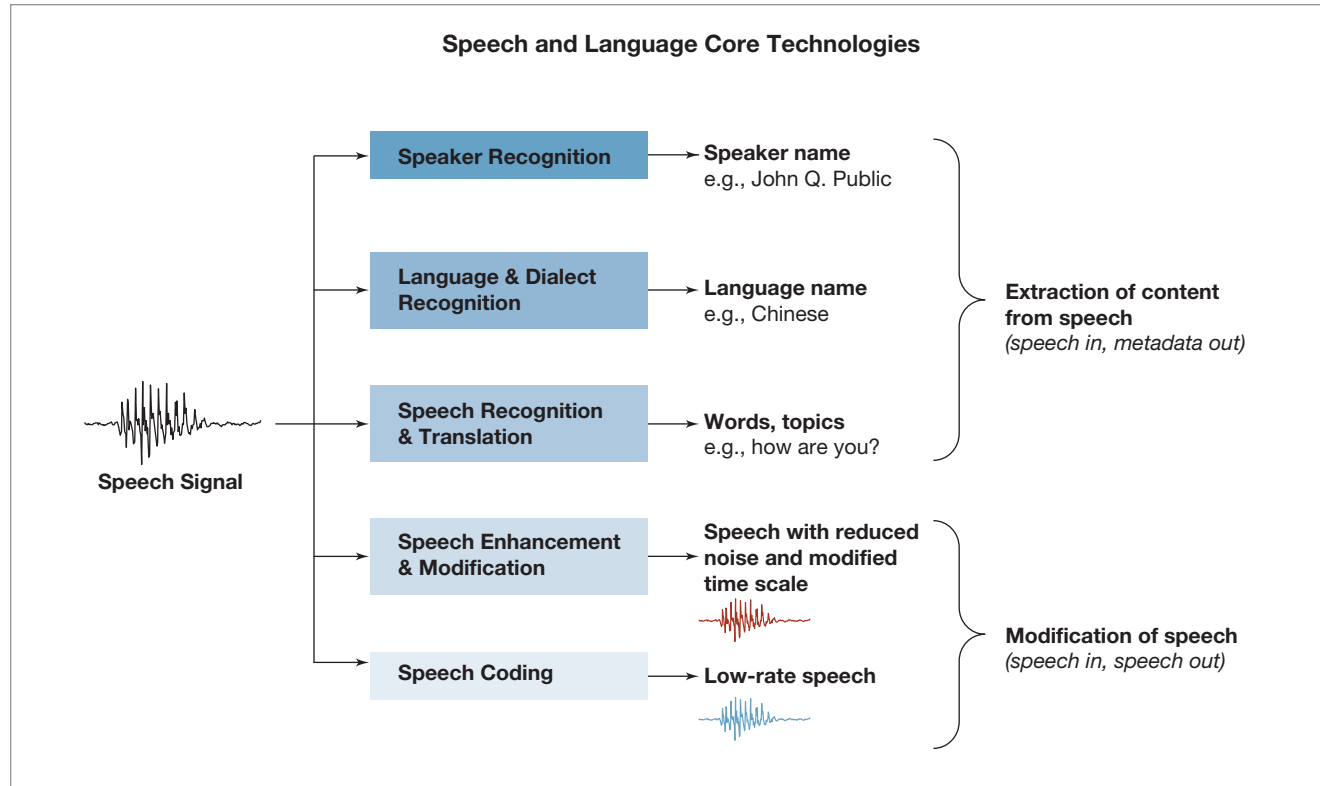 Speech and Language Core Technologies
Speech Signal
Speaker Recognition
Speaker name
e.g., John Q. Public
Language & Dialect
Recognition
Language name
e.g., Chinese
Speech Recognition
& Translation
Words, topics
e.g., how are you?
Extraction of content
from speech
(speech in, metadata out)
Speech Enhancement
& Modification
Speech with reduced
noise and modified
time scale
Speech Coding
Low-rate speech
Modification of speech
(speech in, speech out)